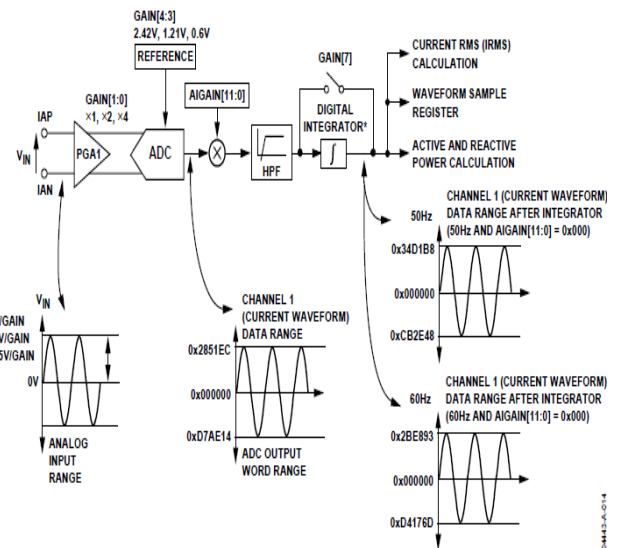 GAIN[4:3]
2.42V, 1.21V, 0.6V
REFERENCE
GAIN[1:0]
×1, ×2, ×4
IAP
V_IN
IAN
PGA1
ADC
AIGAIN[11:0]
HPF
GAIN[7]
DIGITAL
INTEGRATOR*
∫
CURRENT RMS (IRMS)
CALCULATION
WAVEFORM SAMPLE
REGISTER
ACTIVE AND REACTIVE
POWER CALCULATION
50Hz
CHANNEL 1 (CURRENT WAVEFORM)
DATA RANGE AFTER INTEGRATOR
(50Hz AND AIGAIN[11:0] = 0x000)
0x34D1B8
0x000000
0xCB2E48
V_IN
/GAIN
V/GAIN
5V/GAIN
0V
ANALOG
INPUT
RANGE
CHANNEL 1
(CURRENT WAVEFORM)
DATA RANGE
0x2851EC
0x000000
0xD7AE14
ADC OUTPUT
WORD RANGE
60Hz
CHANNEL 1 (CURRENT WAVEFORM)
DATA RANGE AFTER INTEGRATOR
(60Hz AND AIGAIN[11:0] = 0x000)
0x2BE893
0x000000
0xD4176D
04443-A-014